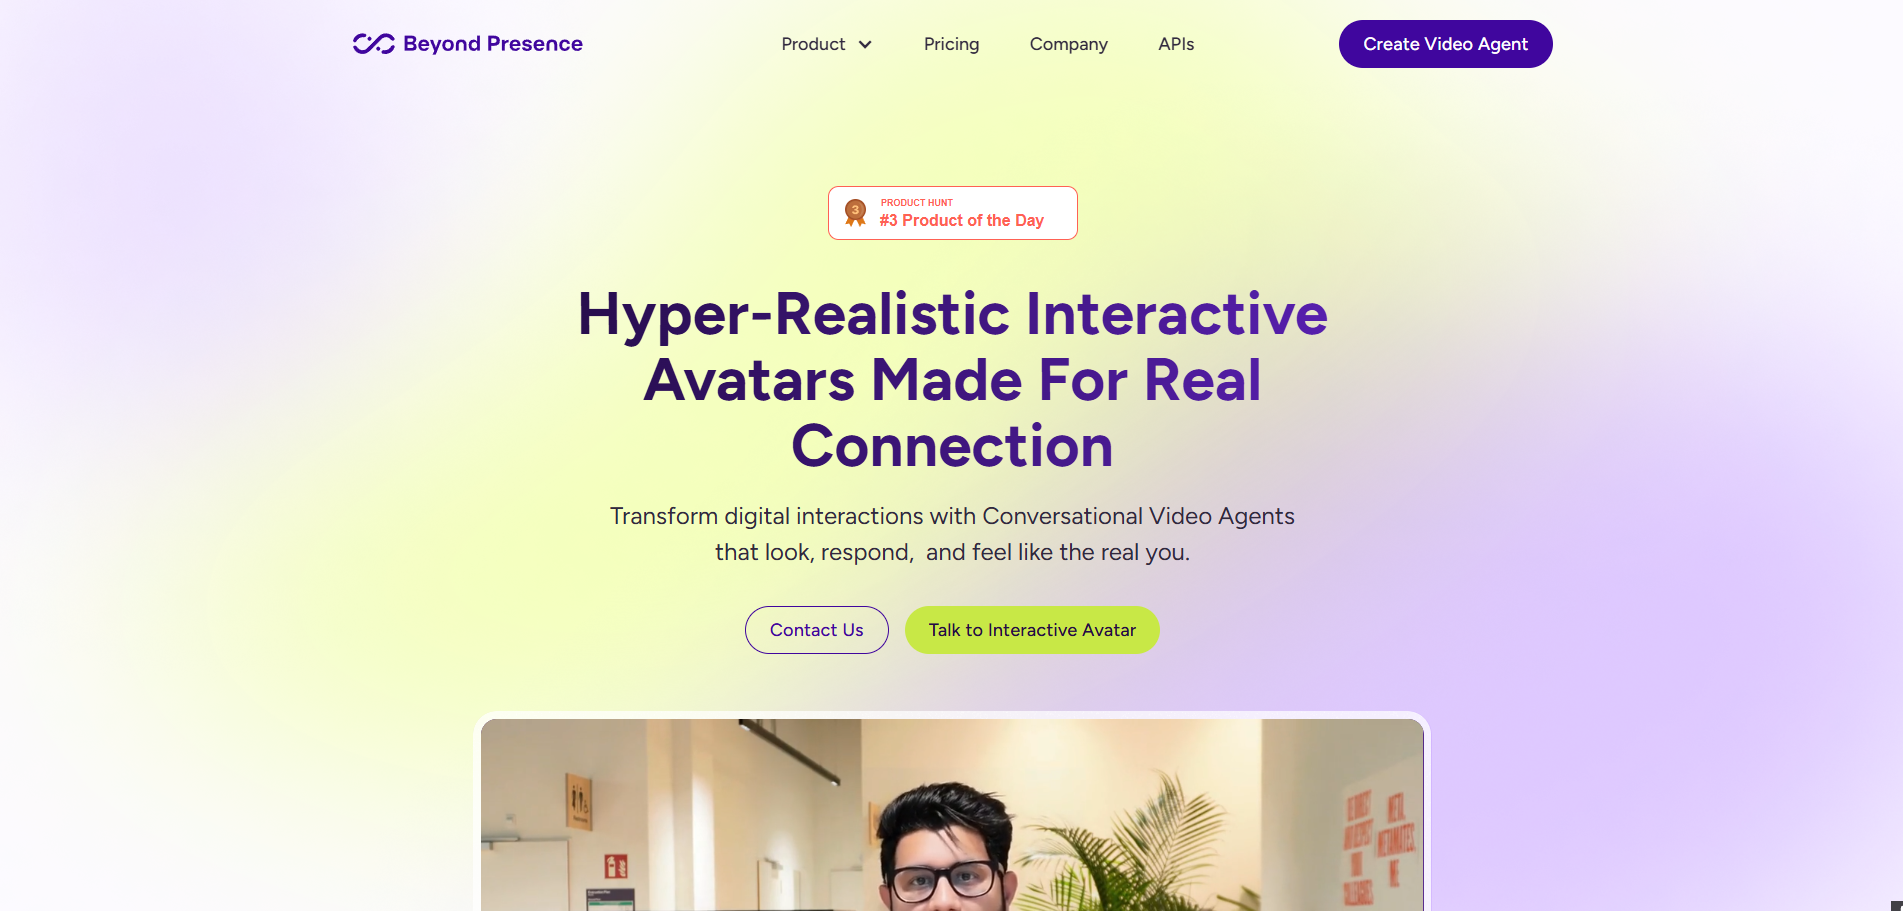 Beyond Presence
Product
Pricing
Company
APIs
Create Video Agent
3
PRODUCT HUNT
#3 Product of the Day
Hyper-Realistic Interactive
Avatars Made For Real
Connection
Transform digital interactions with Conversational Video Agents
that look, respond,  and feel like the real you.
Contact Us
Talk to Interactive Avatar